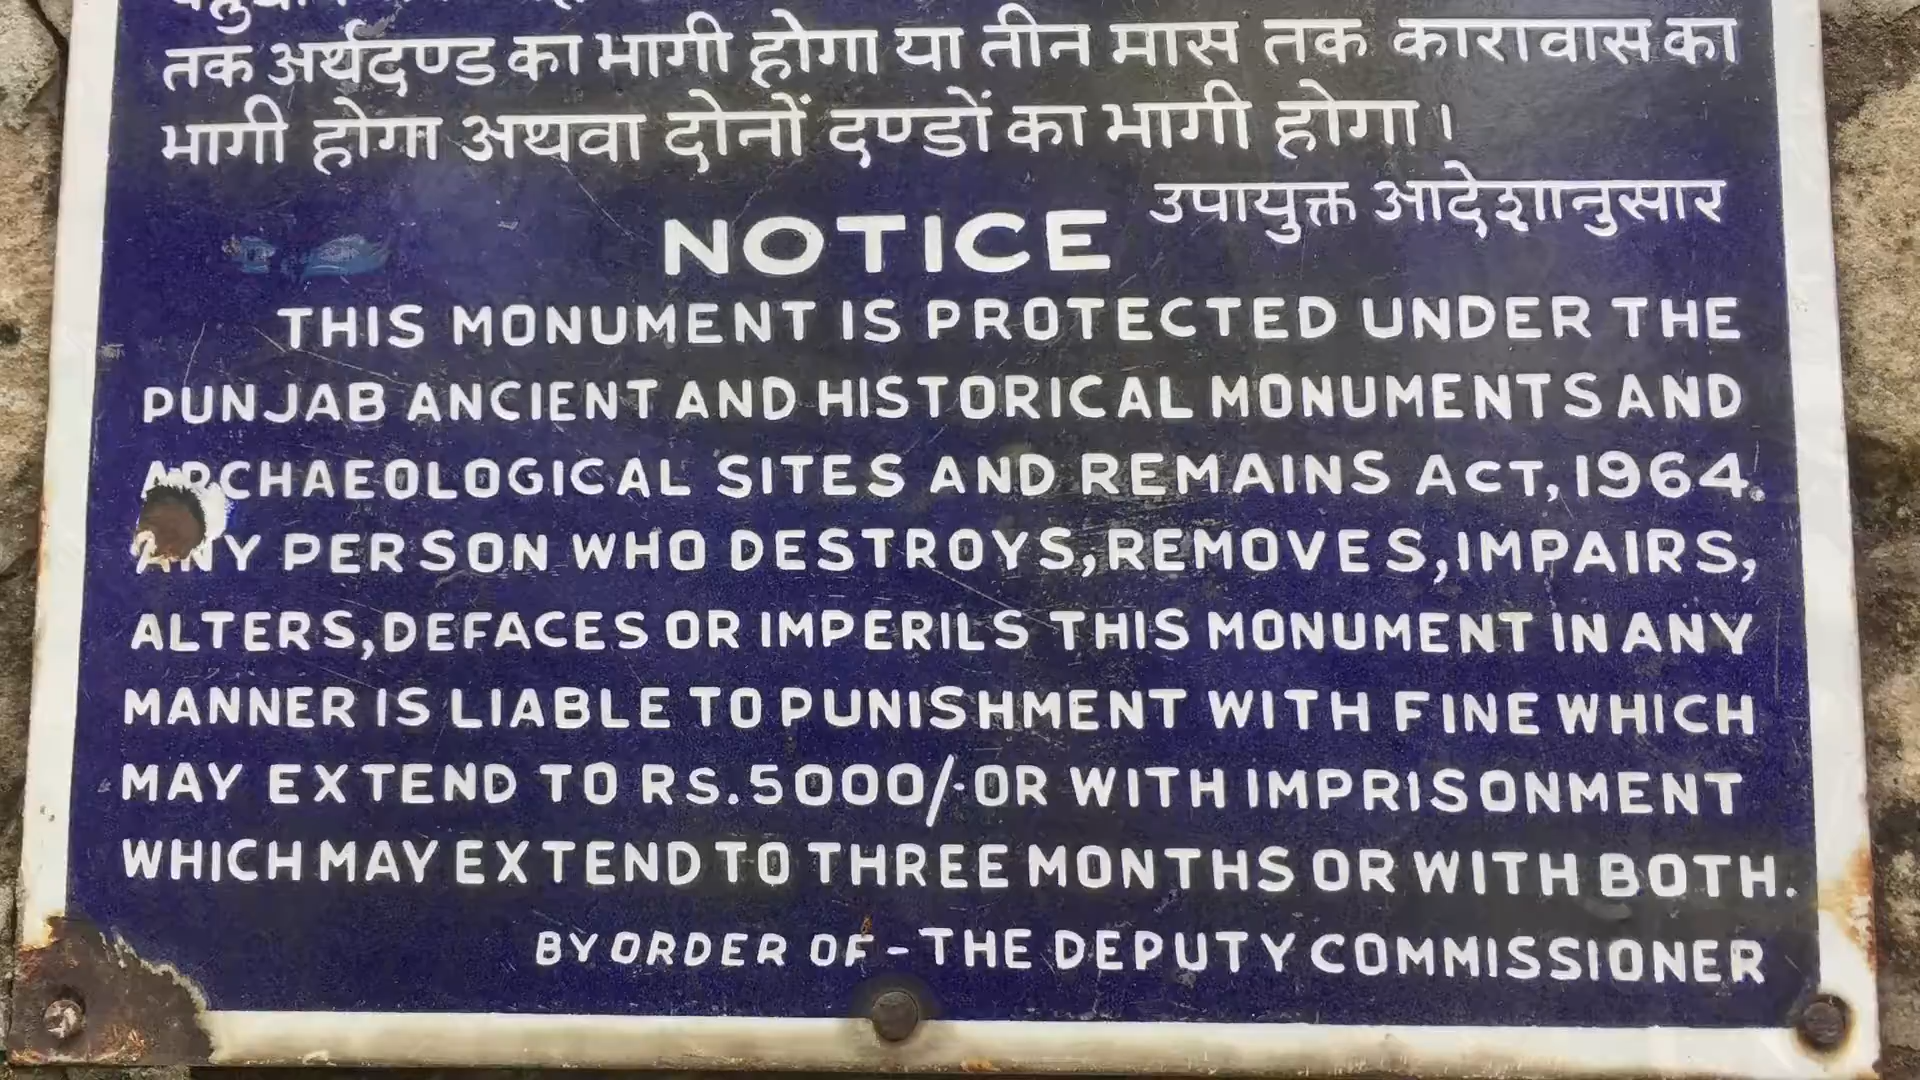 तक अर्थदण्ड का भागी होगा या तीन मास तक कारावास का
भागी होगा अथवा दोनों दण्डों का भागी होगा।
उपायुक्त आदेशानुसार
NOTICE
THIS MONUMENT IS PROTECTED UNDER THE
PUNJAB ANCIENT AND HISTORICAL MONUMENTS AND
ARCHAEOLOGICAL SITES AND REMAINS ACT, 1964.
ANY PERSON WHO DESTROYS, REMOVES, IMPAIRS,
ALTERS, DEFACES OR IMPERILS THIS MONUMENT IN ANY
MANNER IS LIABLE TO PUNISHMENT WITH FINE WHICH
MAY EXTEND TO RS. 5000/- OR WITH IMPRISONMENT
WHICH MAY EXTEND TO THREE MONTHS OR WITH BOTH.
BY ORDER OF - THE DEPUTY COMMISSIONER